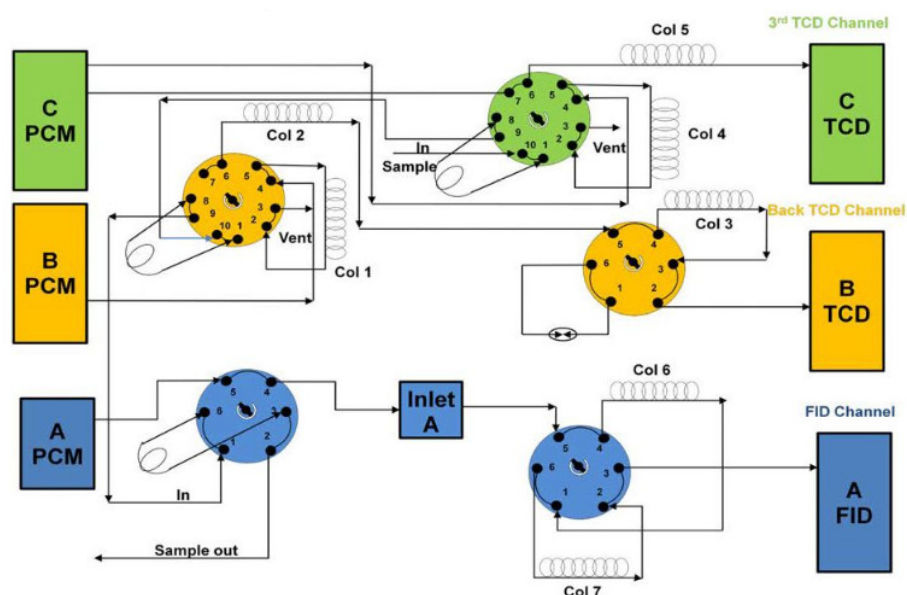 3rd TCD Channel
Col 5
C
PCM
C
TCD
6
5
7
4
8
3
9
2
10
1
In
Sample
Vent
Col 4
Col 2
6
5
7
4
8
3
9
2
10
1
Vent
Col 1
B
PCM
Back TCD Channel
Col 3
5
4
6
3
1
2
B
TCD
A
PCM
5
4
6
3
1
2
In
Sample out
Inlet
A
Col 6
FID Channel
5
4
6
3
1
2
Col 7
A
FID